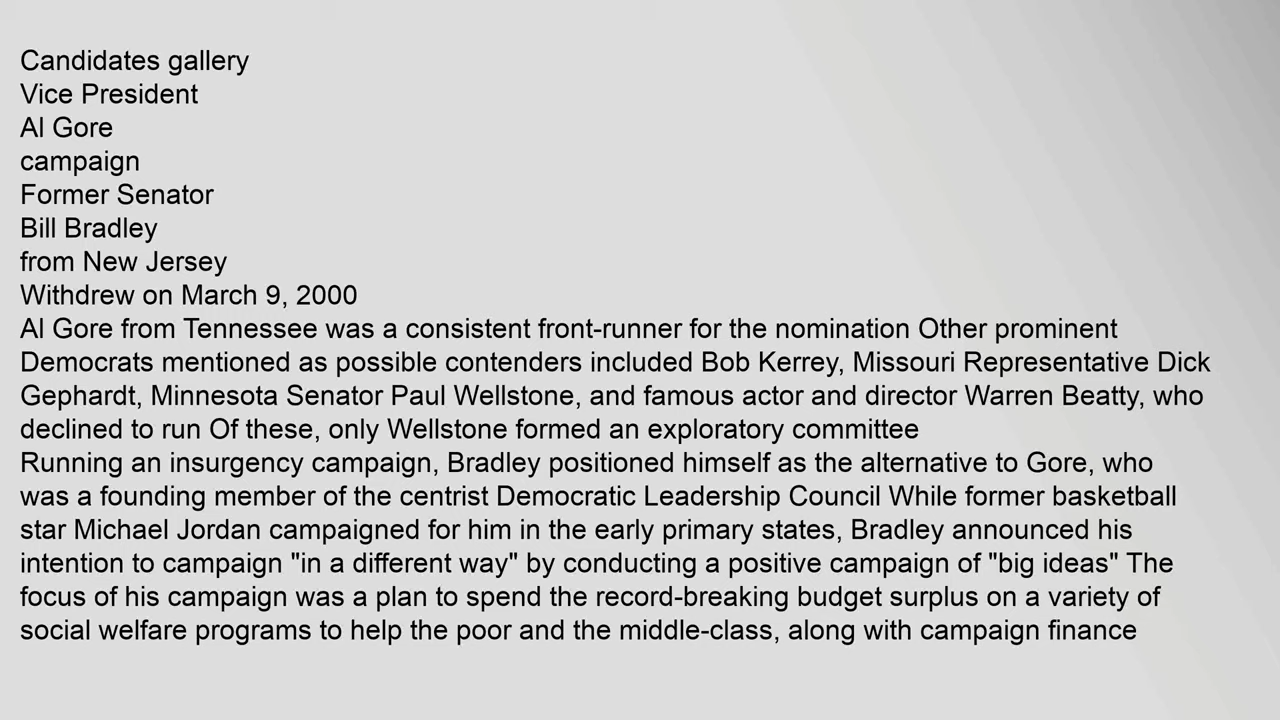 Candidates gallery
Vice President
Al Gore
campaign
Former Senator
Bill Bradley
from New Jersey
Withdrew on March 9, 2000
Al Gore from Tennessee was a consistent front-runner for the nomination Other prominent
Democrats mentioned as possible contenders included Bob Kerrey, Missouri Representative Dick
Gephardt, Minnesota Senator Paul Wellstone, and famous actor and director Warren Beatty, who
declined to run Of these, only Wellstone formed an exploratory committee
Running an insurgency campaign, Bradley positioned himself as the alternative to Gore, who
was a founding member of the centrist Democratic Leadership Council While former basketball
star Michael Jordan campaigned for him in the early primary states, Bradley announced his
intention to campaign "in a different way" by conducting a positive campaign of "big ideas" The
focus of his campaign was a plan to spend the record-breaking budget surplus on a variety of
social welfare programs to help the poor and the middle-class, along with campaign finance